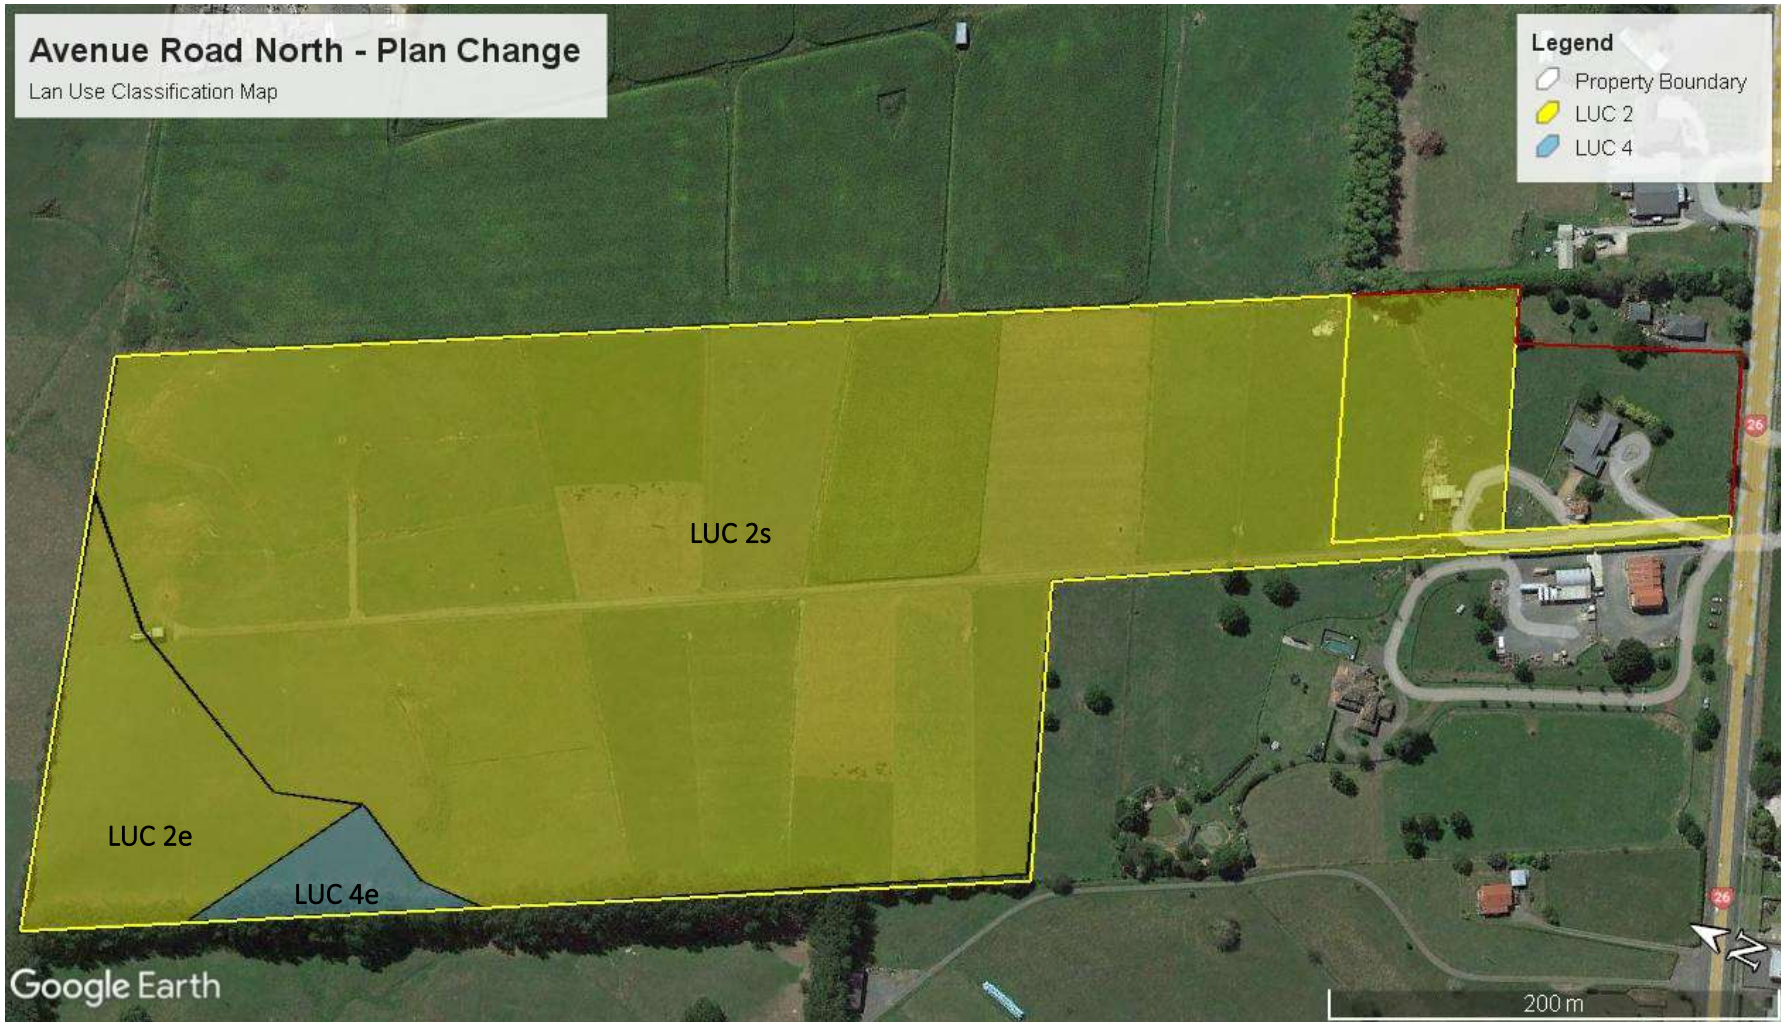 Avenue Road North - Plan Change
Lan Use Classification Map
Legend
Property Boundary
LUC 2
LUC 4
26
LUC 2s
LUC 2e
LUC 4e
26
N
Google Earth
200 m